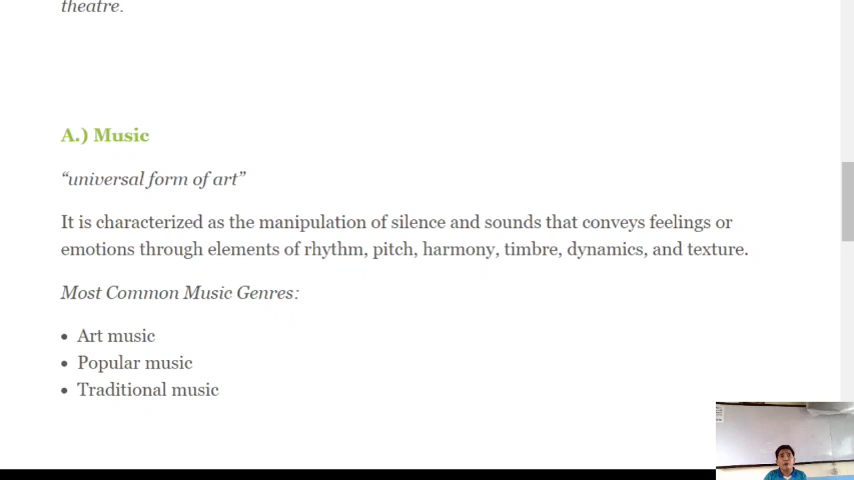 theatre.
A.) Music
“universal form of art”
It is characterized as the manipulation of silence and sounds that conveys feelings or
emotions through elements of rhythm, pitch, harmony, timbre, dynamics, and texture.
Most Common Music Genres:
• Art music
• Popular music
• Traditional music